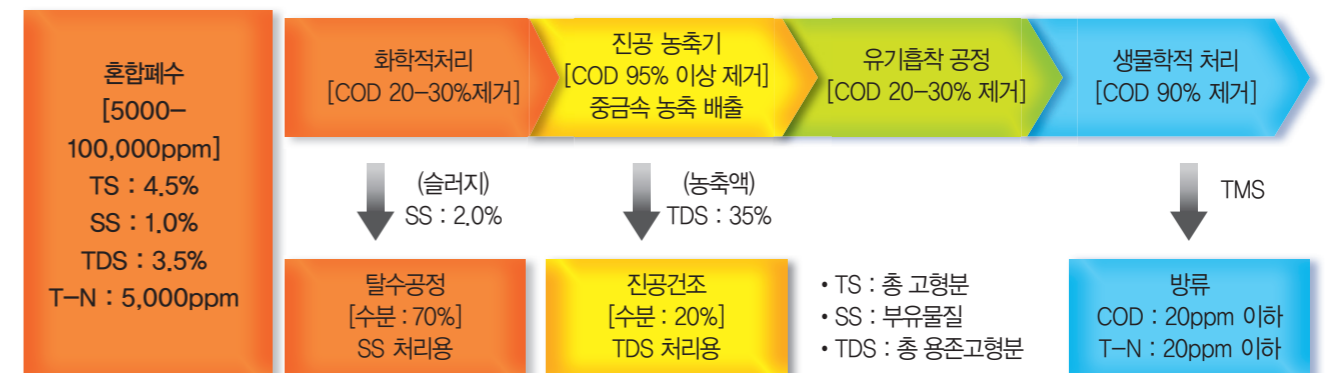 혼합폐수
[5000-
100,000ppm]
TS : 4.5%
SS : 1.0%
TDS : 3.5%
T-N : 5,000ppm
화학적처리
[COD 20-30%제거]
진공 농축기
[COD 95% 이상 제거]
중금속 농축 배출
유기흡착 공정
[COD 20-30% 제거]
생물학적 처리
[COD 90% 제거]
(슬러지)
SS : 2.0%
(농축액)
TDS : 35%
TMS
탈수공정
[수분 : 70%]
SS 처리용
진공건조
[수분 : 20%]
TDS 처리용
• TS : 총 고형분
• SS : 부유물질
• TDS : 총 용존고형분
방류
COD : 20ppm 이하
T-N : 20ppm 이하